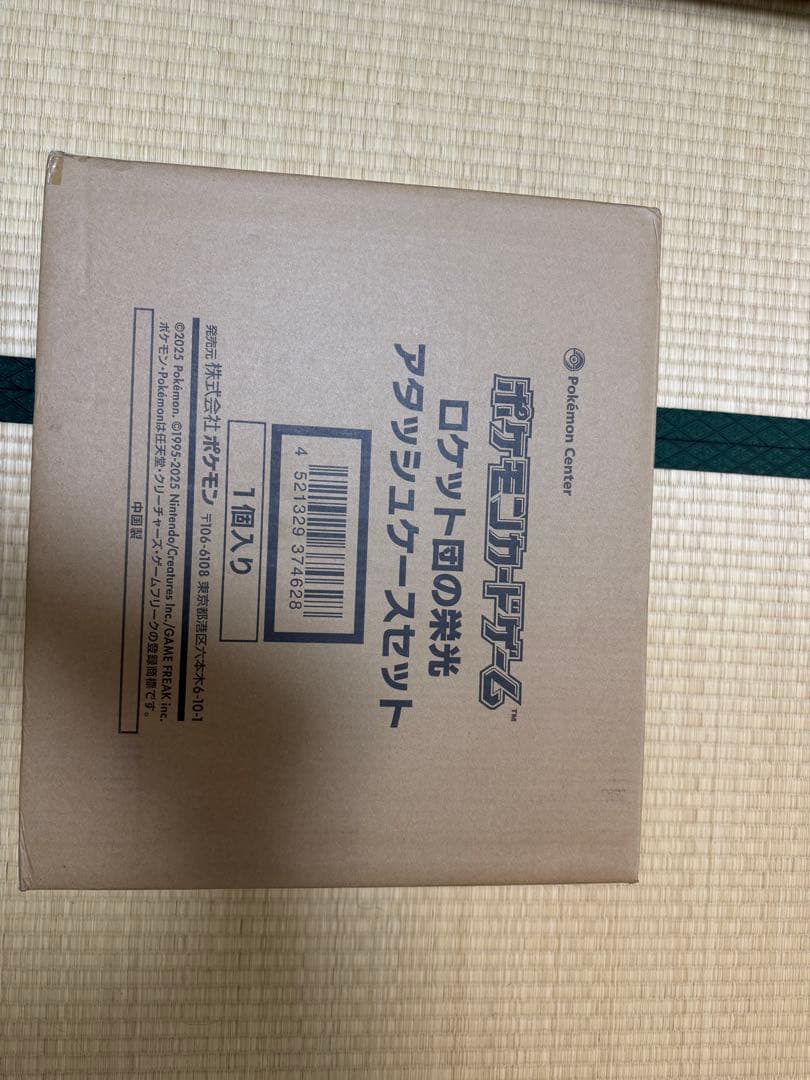 Pokémon Center
ポケモンカードゲーム™
ロケット団の栄光
アタッシュケースセット
4 521329 374628
1個入り
発売元 株式会社 ポケモン 〒106-6108 東京都港区六本木6-10-1
©2025 Pokémon. ©1995-2025 Nintendo/Creatures Inc./GAME FREAK inc.
ポケモン・Pokémonは任天堂・クリーチャーズ・ゲームフリークの登録商標です。
中国製